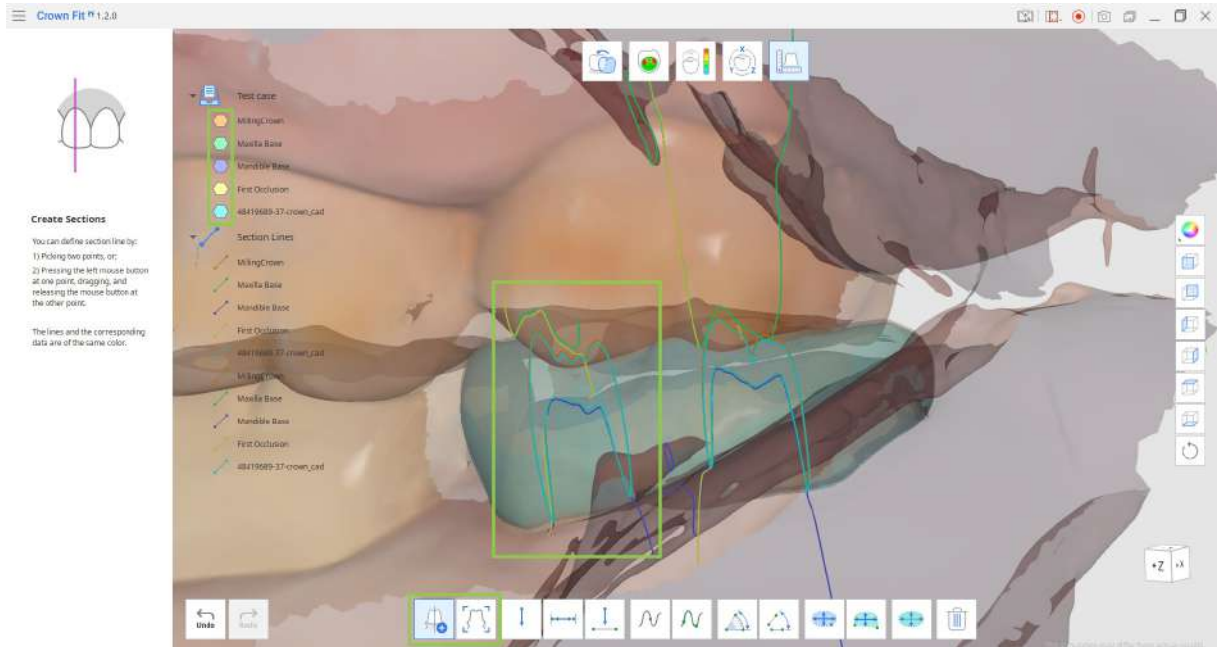 Crown Fit 1.2.0
Create Sections
You can define section line by:
1) Picking two points, or;
2) Pressing the left mouse button
at one point, dragging, and
releasing the mouse button at
the other point.
The lines and the corresponding
data are of the same color.
Test case
MillingCrown
Maxilla Base
Mandible Base
First Occlusion
48419689-37-crown_cad
Section Lines
MillingCrown
Maxilla Base
Mandible Base
First Occlusion
48419689-37-crown_cad
MillingCrown
Maxilla Base
Mandible Base
First Occlusion
48419689-37-crown_cad
X
Y
Z
+Z
+X
Undo
Redo